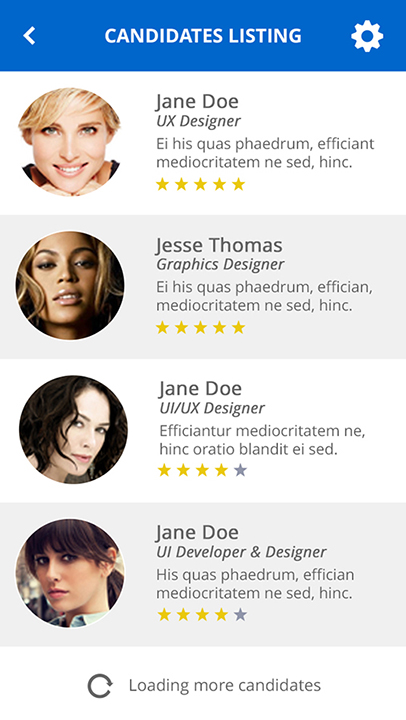 CANDIDATES LISTING
Jane Doe
UX Designer
Ei his quas phaedrum, efficiant
mediocritatem ne sed, hinc.
Jesse Thomas
Graphics Designer
Ei his quas phaedrum, effician,
mediocritatem ne sed, hinc.
Jane Doe
UI/UX Designer
Efficiantur mediocritatem ne,
hinc oratio blandit ei sed.
Jane Doe
UI Developer & Designer
His quas phaedrum, effician
mediocritatem ne sed, hinc.
Loading more candidates